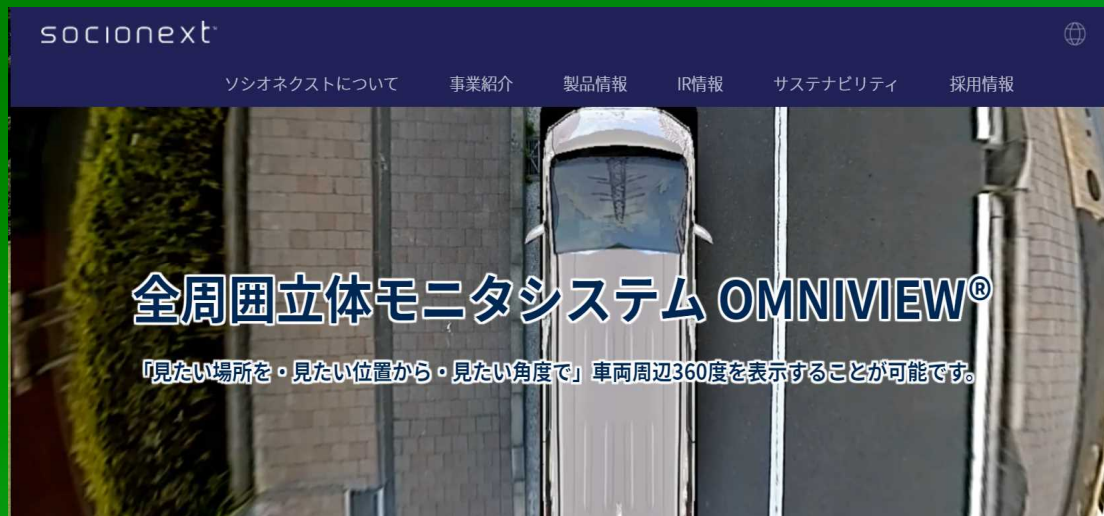 socionext
ソシオネクストについて 事業紹介 製品情報 IR情報 サステナビリティ 採用情報
全周囲立体モニタシステム OMNIVIEW®
「見たい場所を・見たい位置から・見たい角度で」車両周辺360度を表示することが可能です。